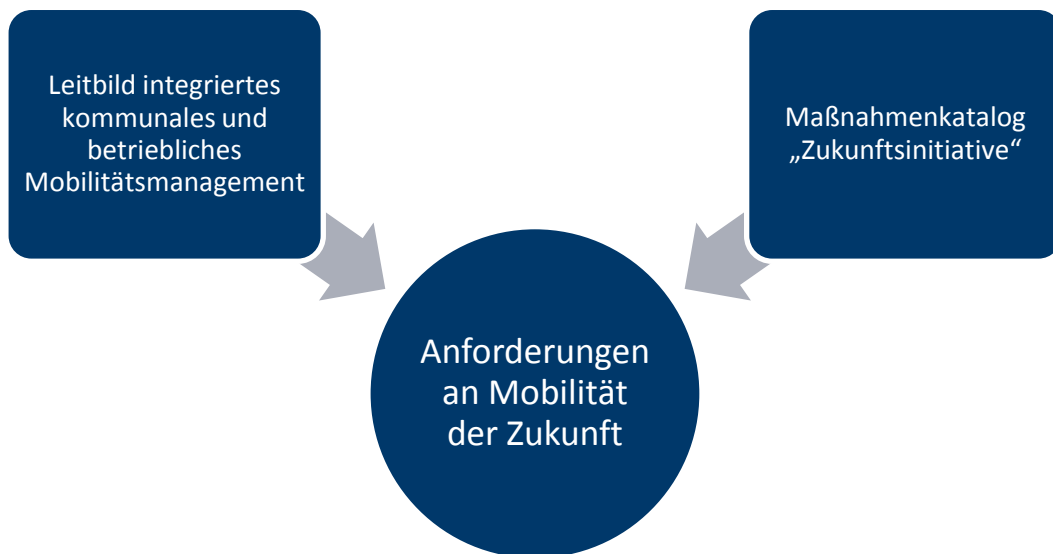 Leitbild integriertes
kommunales und
betriebliches
Mobilitätsmanagement
Maßnahmenkatalog
„Zukunftsinitiative“
Anforderungen
an Mobilität
der Zukunft